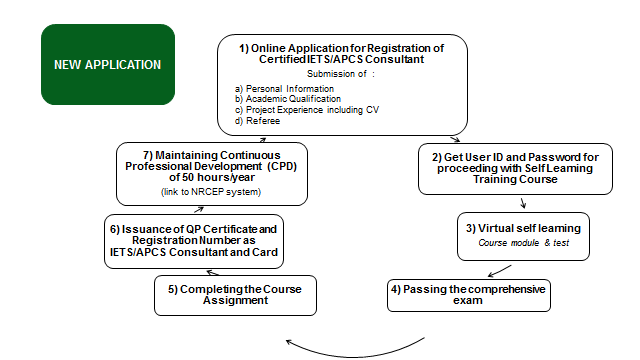 NEW APPLICATION
1) Online Application for Registration of
Certified IETS/APCS Consultant
Submission of :
a) Personal Information
b) Academic Qualification
c) Project Experience including CV
d) Referee
2) Get User ID and Password for
proceeding with Self Learning
Training Course
3) Virtual self learning
Course module & test
4) Passing the comprehensive
exam
5) Completing the Course
Assignment
6) Issuance of QP Certificate and
Registration Number as
IETS/APCS Consultant and Card
7) Maintaining Continuous
Professional Development (CPD)
of 50 hours/year
(link to NRCEP system)